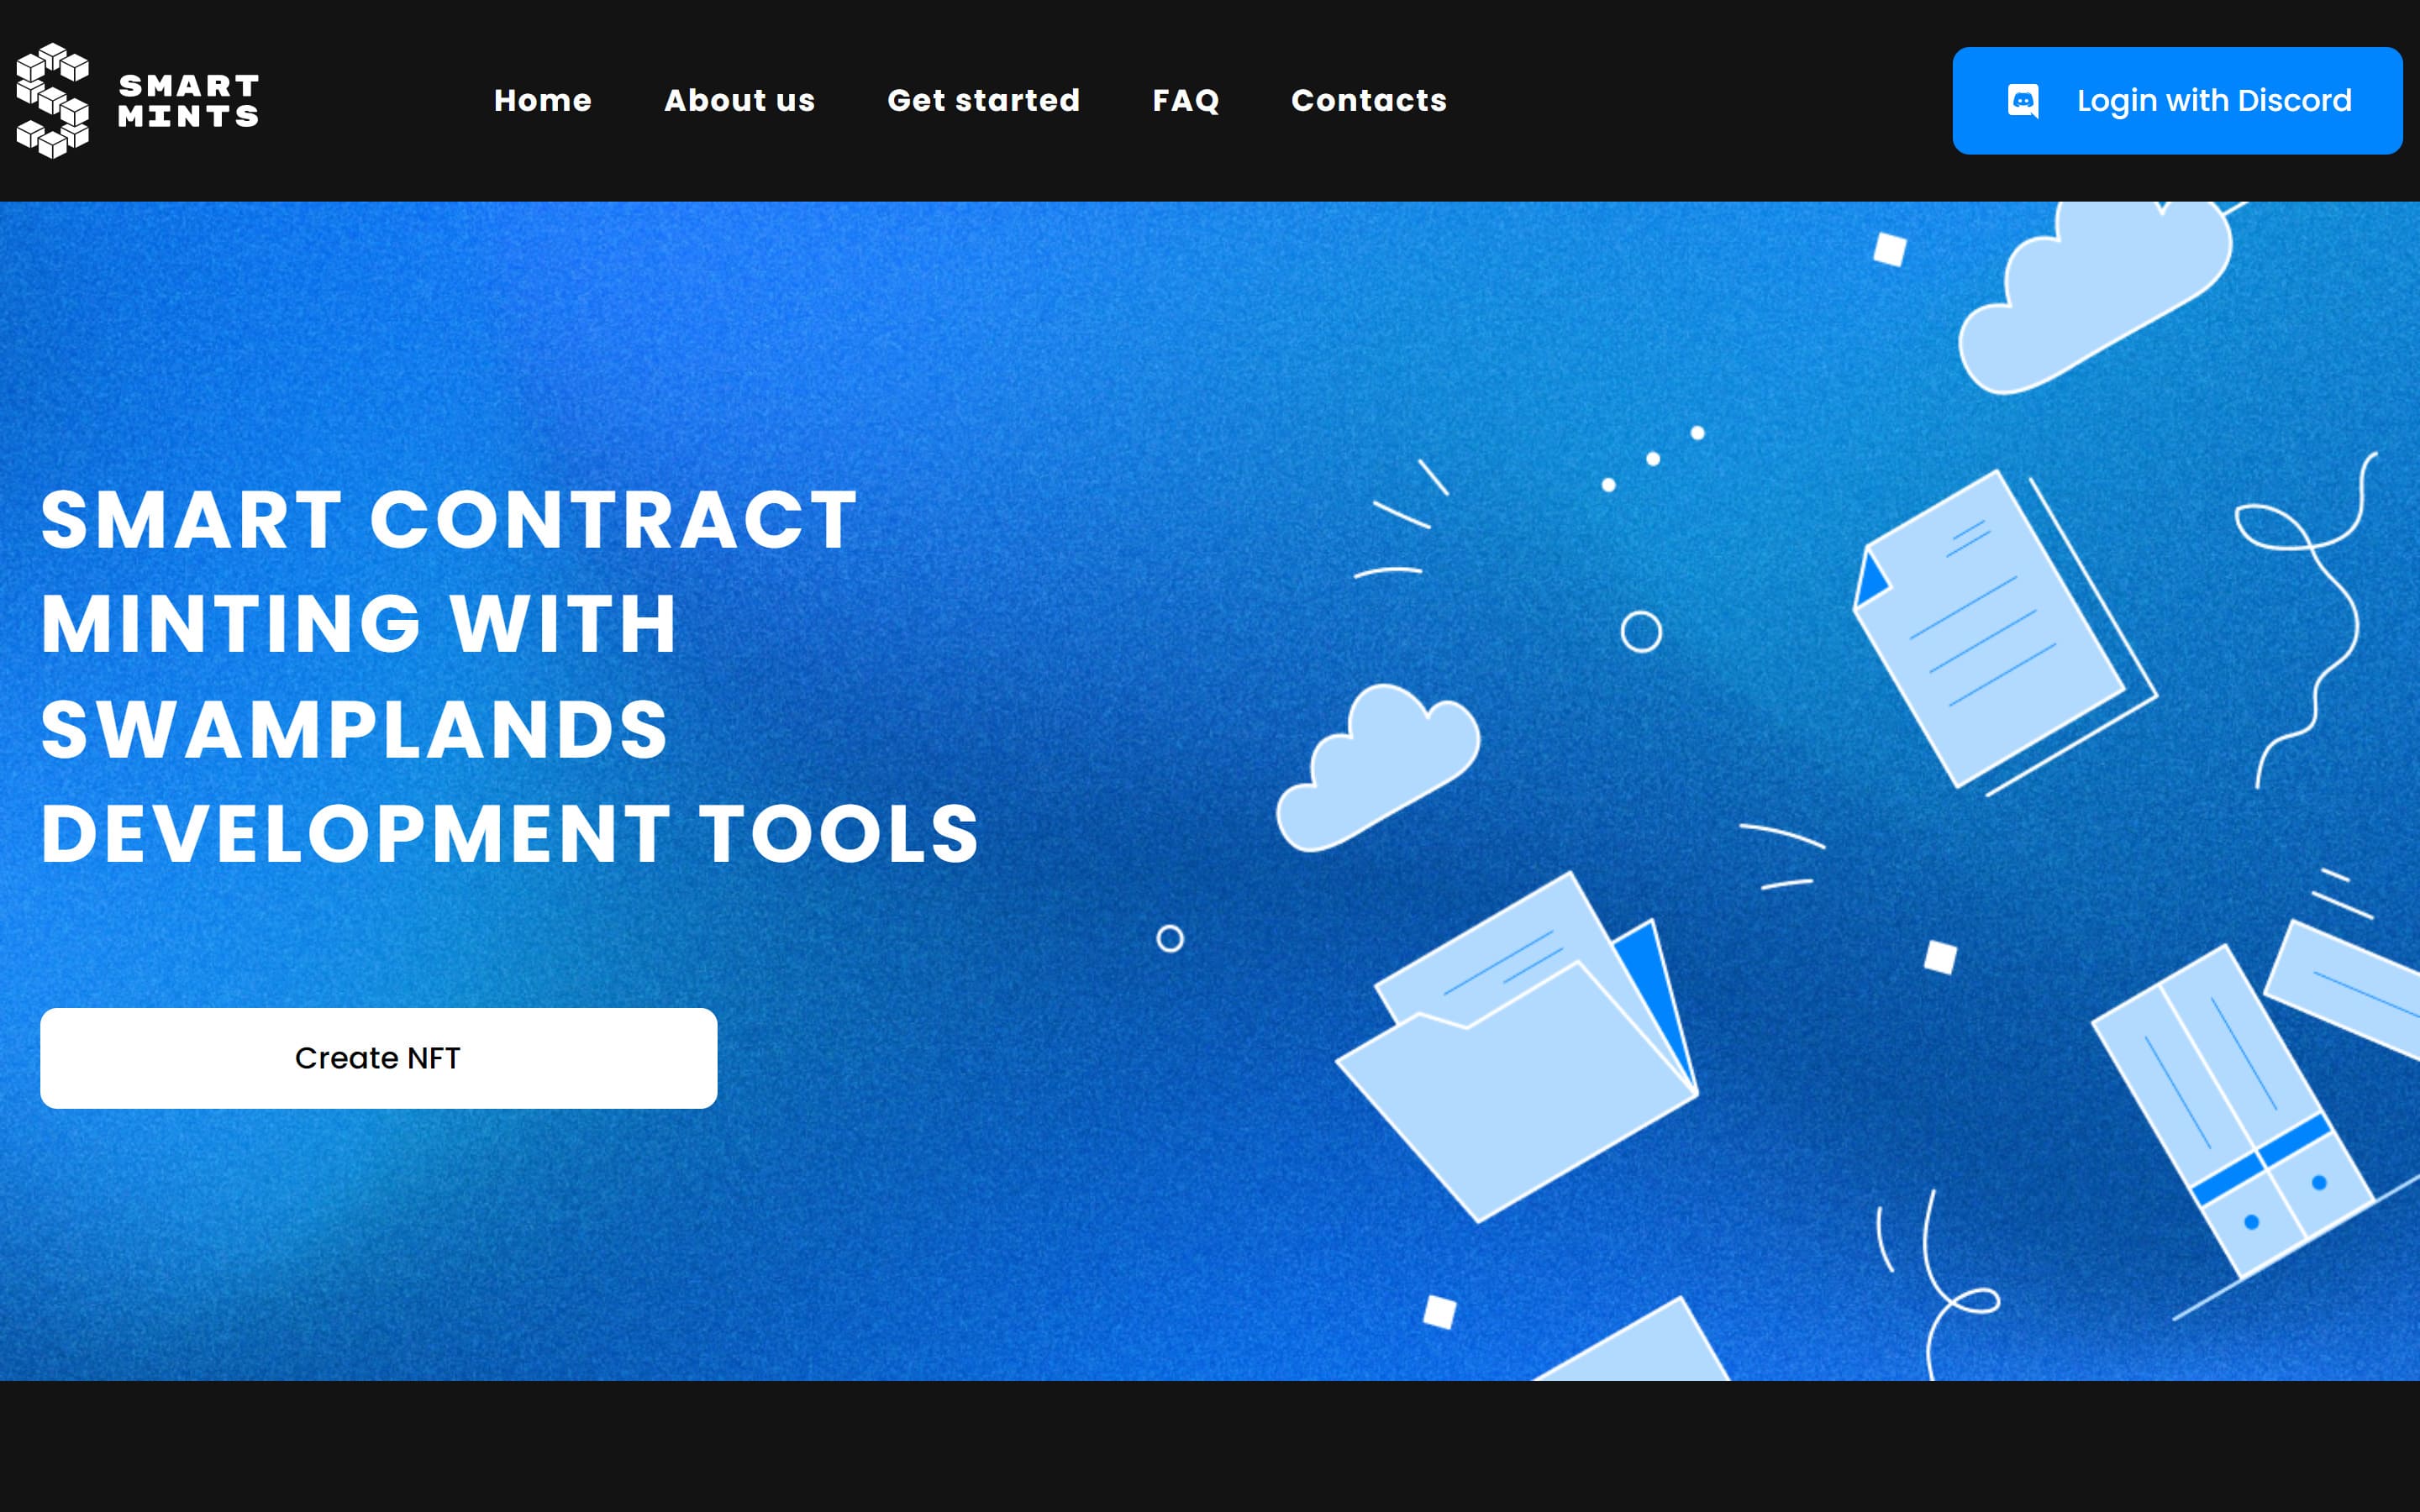 SMART
MINTS
Home
About us
Get started
FAQ
Contacts
Login with Discord
SMART CONTRACT
MINTING WITH
SWAMPLANDS
DEVELOPMENT TOOLS
Create NFT